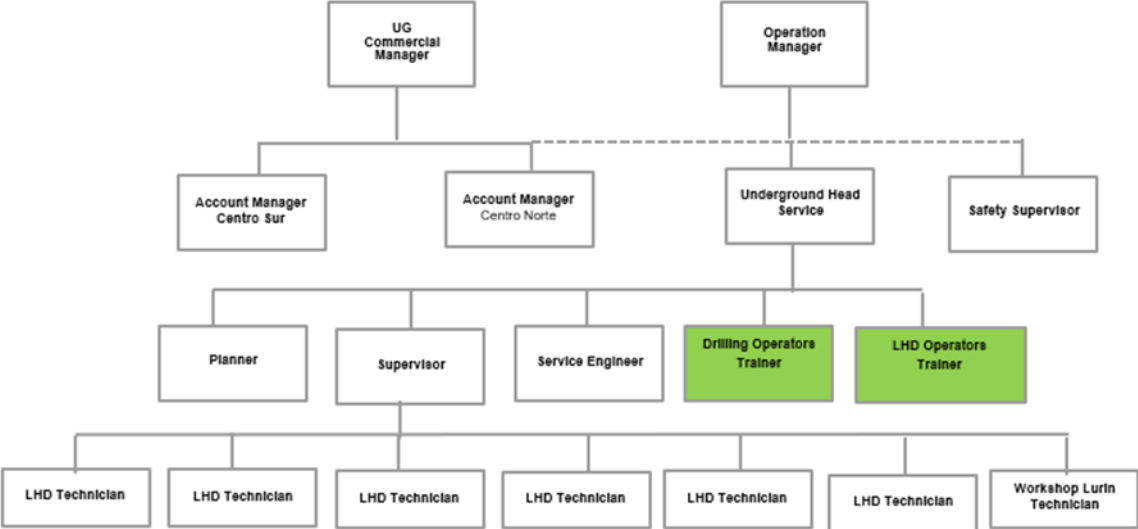 UG
Commercial
Manager
Operation
Manager
Account Manager
Centro Sur
Account Manager
Centro Norte
Underground Head
Service
Safety Supervisor
Planner
Supervisor
Service Engineer
Drilling Operators
Trainer
LHD Operators
Trainer
LHD Technician
LHD Technician
LHD Technician
LHD Technician
LHD Technician
LHD Technician
Workshop Lurin
Technician